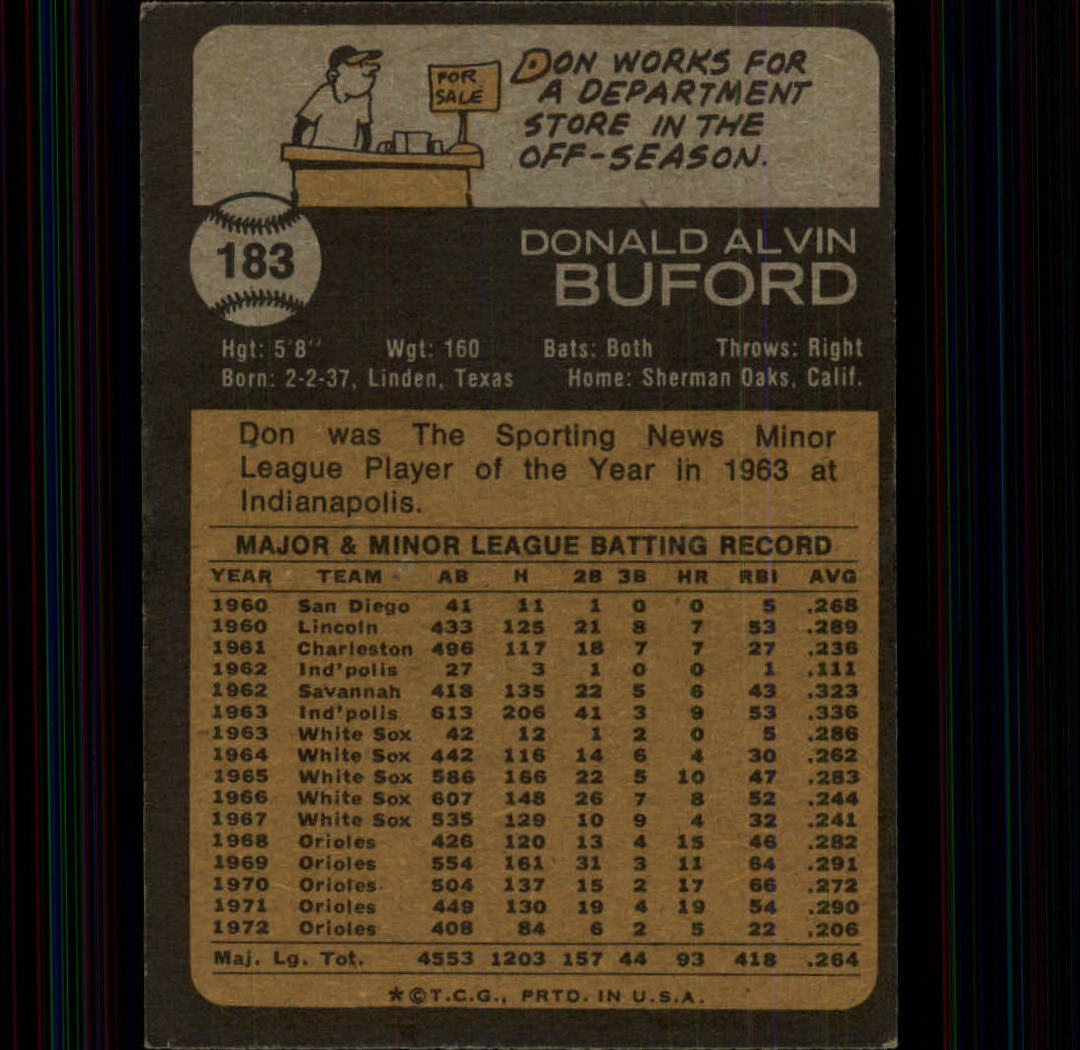 FOR
SALE
DON WORKS FOR
A DEPARTMENT
STORE IN THE
OFF-SEASON.
183
DONALD ALVIN
BUFORD
Hgt: 5'8" Wgt: 160 Bats: Both Throws: Right
Born: 2-2-37, Linden, Texas Home: Sherman Oaks, Calif.
Don was The Sporting News Minor
League Player of the Year in 1963 at
Indianapolis.
MAJOR & MINOR LEAGUE BATTING RECORD
YEAR TEAM AB H 2B 3B HR RBI AVG
1960 San Diego 41 11 1 0 0 5 .268
1960 Lincoln 433 125 21 8 7 53 .289
1961 Charleston 496 117 18 7 7 27 .236
1962 Ind'polis 27 3 1 0 0 1 .111
1962 Savannah 418 135 22 5 6 43 .323
1963 Ind'polis 613 206 41 3 9 53 .336
1963 White Sox 42 12 1 2 0 5 .286
1964 White Sox 442 116 14 6 4 30 .262
1965 White Sox 586 166 22 5 10 47 .283
1966 White Sox 607 148 26 7 8 52 .244
1967 White Sox 535 129 10 9 4 32 .241
1968 Orioles 426 120 13 4 15 46 .282
1969 Orioles 554 161 31 3 11 64 .291
1970 Orioles 504 137 15 2 17 66 .272
1971 Orioles 449 130 19 4 19 54 .290
1972 Orioles 408 84 6 2 5 22 .206
Maj. Lg. Tot. 4553 1203 157 44 93 418 .264
*©T.C.G., PRTD. IN U.S.A.